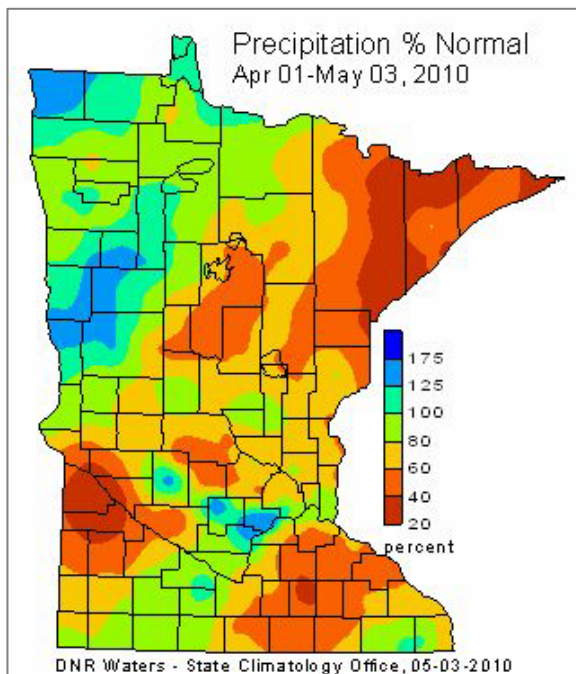 Precipitation % Normal
Apr 01-May 03, 2010
175
125
100
80
60
40
20
percent
DNR Waters - State Climatology Office, 05-03-2010